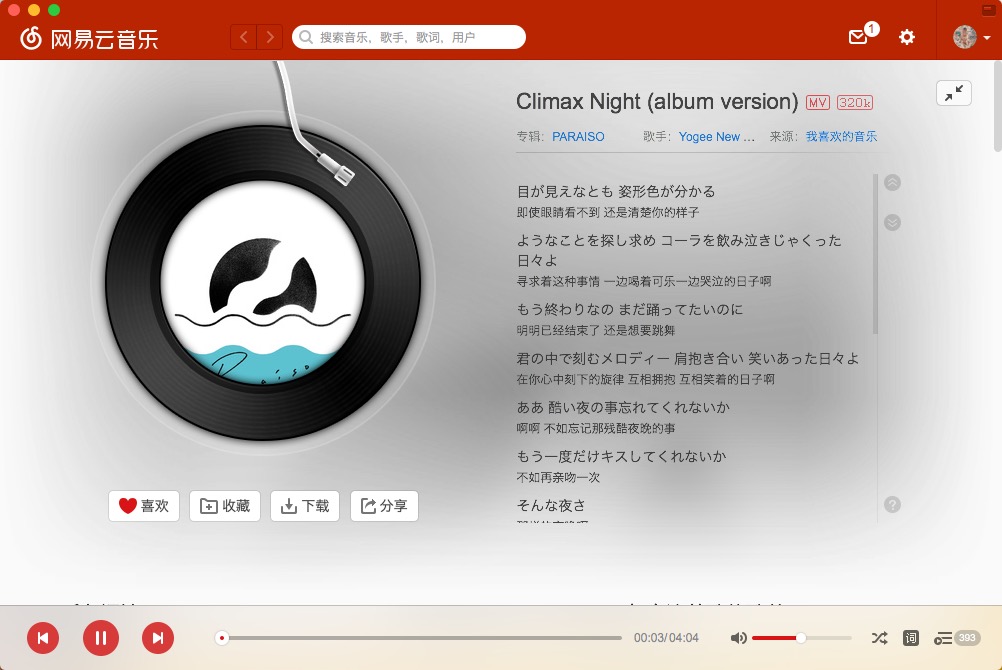 网易云音乐
搜索音乐, 歌手, 歌词, 用户
1
Climax Night (album version) MV 320k
专辑: PARAISO 歌手: Yogee New ... 来源: 我喜欢的音乐
目が見えなとも 姿形色が分かる
即使眼睛看不到 还是清楚你的样子
ようなことを探し求め コーラを飲み泣きじゃくった
日々よ
寻求着这种事情 一边喝着可乐一边哭泣的日子啊
もう終わりなの まだ踊ってたいのに
明明已经结束了 还是想要跳舞
君の中で刻むメロディー 肩抱き合い 笑いあった日々よ
在你心中刻下的旋律 互相拥抱 互相笑着的日子啊
ああ 酷い夜の事忘れてくれないか
啊啊 不如忘记那残酷夜晚的事
もう一度だけキスしてくれないか
不如再亲吻一次
そんな夜さ
?
喜欢 收藏 下载 分享
00:03/04:04
词
393